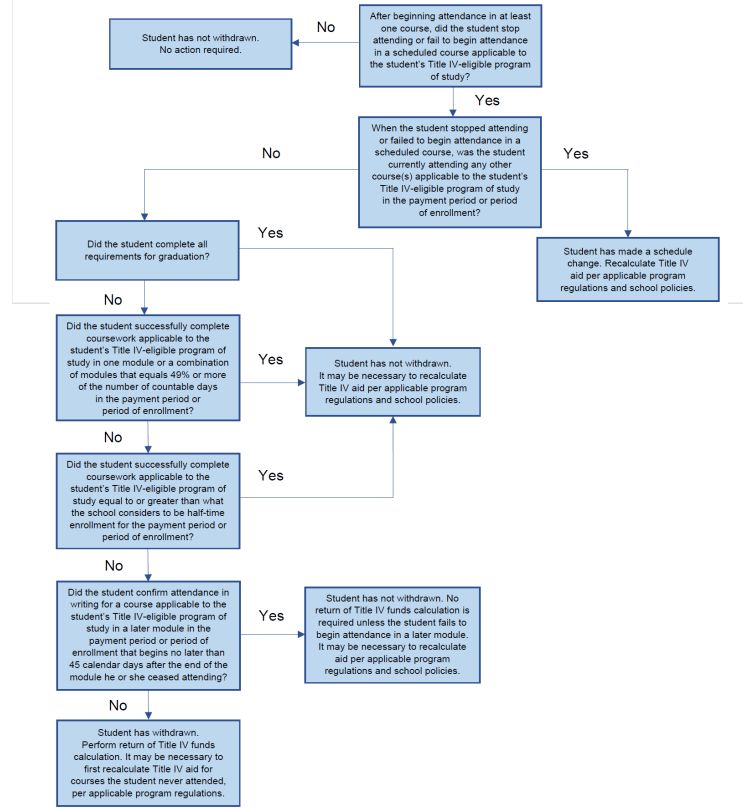 After beginning attendance in at least
one course, did the student stop
attending or fail to begin attendance
in a scheduled course applicable to
the student's Title IV-eligible program
of study?
No
Student has not withdrawn.
No action required.
Yes
When the student stopped attending
or failed to begin attendance in a
scheduled course, was the student
currently attending any other
course(s) applicable to the student's
Title IV-eligible program of study
in the payment period or period
of enrollment?
No
Yes
Student has made a schedule
change. Recalculate Title IV
aid per applicable program
regulations and school policies.
Did the student complete all
requirements for graduation?
Yes
No
Did the student successfully complete
coursework applicable to the
student's Title IV-eligible program of
study in one module or a combination
of modules that equals 49% or more
of the number of countable days
in the payment period or
period of enrollment?
Yes
Student has not withdrawn.
It may be necessary to recalculate
Title IV aid per applicable program
regulations and school policies.
No
Did the student successfully complete
coursework applicable to the
student's Title IV-eligible program of
study equal to or greater than what
the school considers to be half-time
enrollment for the payment period or
period of enrollment?
Yes
No
Did the student confirm attendance in
writing for a course applicable to the
student's Title IV-eligible program of
study in a later module in the
payment period or period of
enrollment that begins no later than
45 calendar days after the end of the
module he or she ceased attending?
Yes
Student has not withdrawn. No
return of Title IV funds calculation is
required unless the student fails to
begin attendance in a later module.
It may be necessary to recalculate
aid per applicable program
regulations and school policies.
No
Student has withdrawn.
Perform return of Title IV funds
calculation. It may be necessary to
first recalculate Title IV aid for
courses the student never attended,
per applicable program regulations.